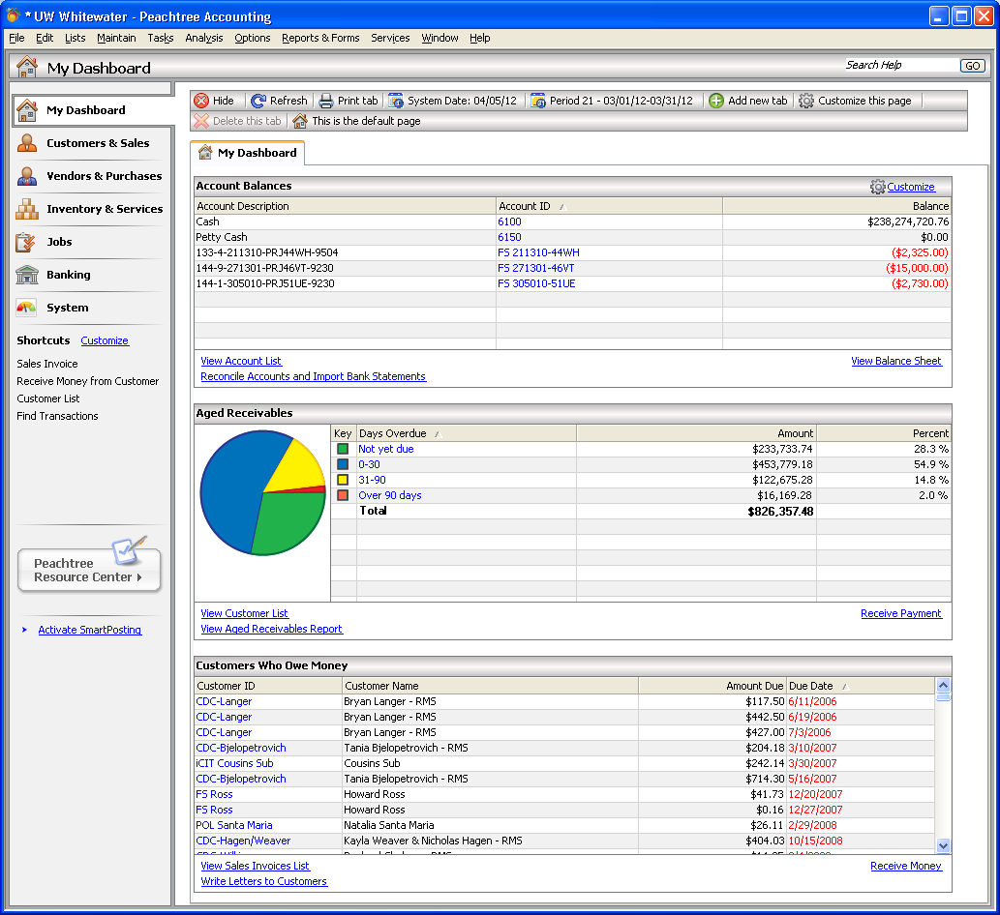 * UW Whitewater - Peachtree Accounting
File Edit Lists Maintain Tasks Analysis Options Reports & Forms Services Window Help
My Dashboard
Search Help GO
My Dashboard
Customers & Sales
Vendors & Purchases
Inventory & Services
Jobs
Banking
System
Shortcuts Customize
Sales Invoice
Receive Money from Customer
Customer List
Find Transactions
Peachtree
Resource Center
Activate SmartPosting
Hide Refresh Print tab System Date: 04/05/12 Period 21 - 03/01/12-03/31/12 Add new tab Customize this page
Delete this tab This is the default page
My Dashboard
Account Balances Customize
Account Description Account ID Balance
Cash 6100 $238,274,720.76
Petty Cash 6150 $0.00
133-4-211310-PRJ44WH-9504 FS 211310-44WH ($2,325.00)
144-9-271301-PRJ46VT-9230 FS 271301-46VT ($15,000.00)
144-1-305010-PRJ51UE-9230 FS 305010-51UE ($2,730.00)
View Account List View Balance Sheet
Reconcile Accounts and Import Bank Statements
Aged Receivables
Key Days Overdue Amount Percent
Not yet due $233,733.74 28.3 %
0-30 $453,779.18 54.9 %
31-90 $122,675.28 14.8 %
Over 90 days $16,169.28 2.0 %
Total $826,357.48
View Customer List Receive Payment
View Aged Receivables Report
Customers Who Owe Money
Customer ID Customer Name Amount Due Due Date
CDC-Langer Bryan Langer - RMS $117.50 6/11/2006
CDC-Langer Bryan Langer - RMS $442.50 6/19/2006
CDC-Langer Bryan Langer - RMS $427.00 7/3/2006
CDC-Bjelopetrovich Tania Bjelopetrovich - RMS $204.18 3/10/2007
iCIT Cousins Sub Cousins Sub $242.14 3/30/2007
CDC-Bjelopetrovich Tania Bjelopetrovich - RMS $714.30 5/16/2007
FS Ross Howard Ross $41.73 12/20/2007
FS Ross Howard Ross $0.16 12/27/2007
POL Santa Maria Natalia Santa Maria $26.11 2/29/2008
CDC-Hagen/Weaver Kayla Weaver & Nicholas Hagen - RMS $404.03 10/15/2008
View Sales Invoices List Receive Money
Write Letters to Customers